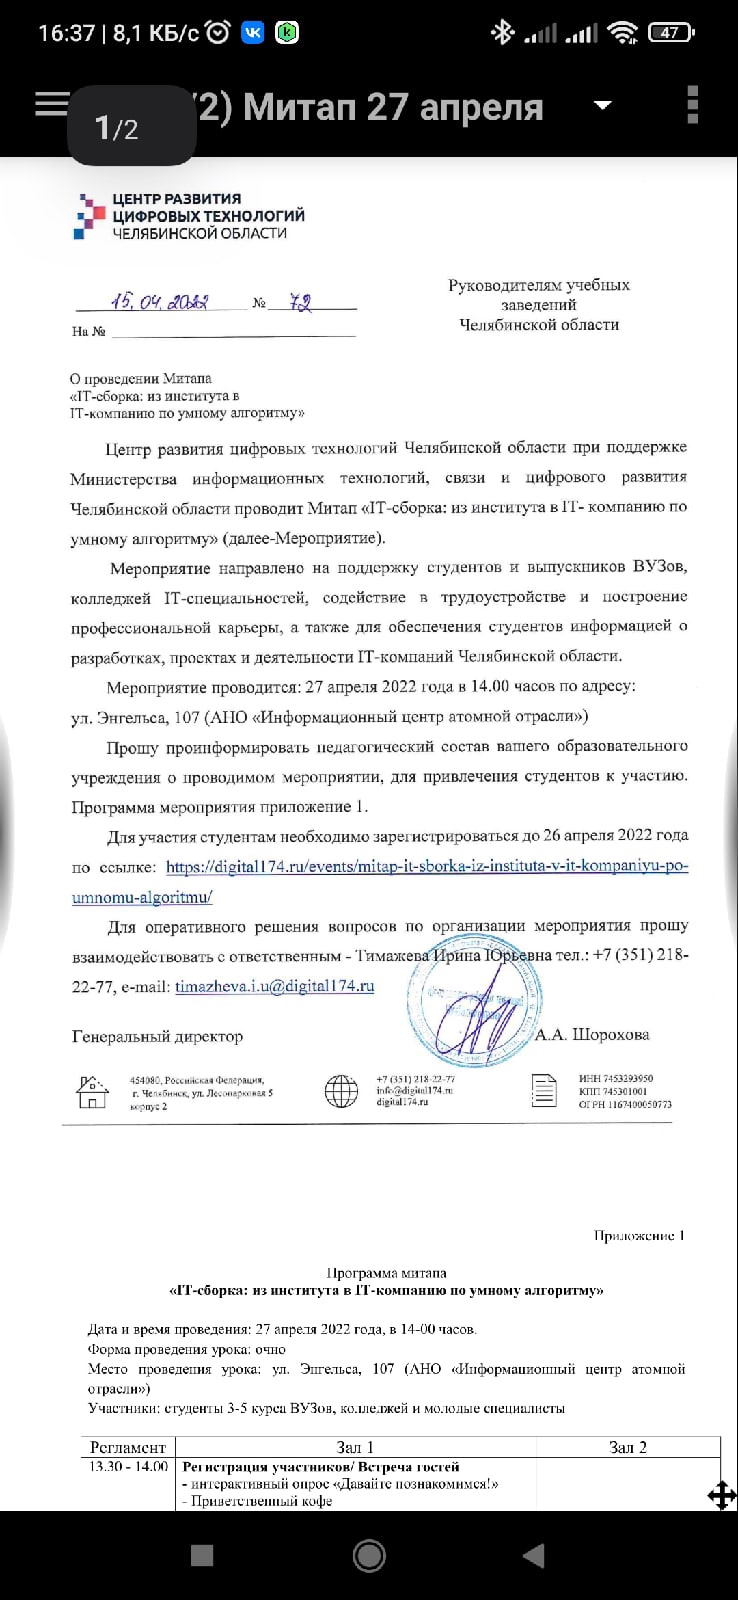 16:37 | 8,1 КБ/с
47
1/2
2) Митап 27 апреля
ЦЕНТР РАЗВИТИЯ
ЦИФРОВЫХ ТЕХНОЛОГИЙ
ЧЕЛЯБИНСКОЙ ОБЛАСТИ
15.04.2022 № 72
На №
Руководителям учебных
заведений
Челябинской области
О проведении Митапа
«IT-сборка: из института в
IT-компанию по умному алгоритму»
Центр развития цифровых технологий Челябинской области при поддержке
Министерства информационных технологий, связи и цифрового развития
Челябинской области проводит Митап «IT-сборка: из института в IT- компанию по
умному алгоритму» (далее-Мероприятие).
Мероприятие направлено на поддержку студентов и выпускников ВУЗов,
колледжей IT-специальностей, содействие в трудоустройстве и построение
профессиональной карьеры, а также для обеспечения студентов информацией о
разработках, проектах и деятельности IT-компаний Челябинской области.
Мероприятие проводится: 27 апреля 2022 года в 14.00 часов по адресу:
ул. Энгельса, 107 (АНО «Информационный центр атомной отрасли»)
Прошу проинформировать педагогический состав вашего образовательного
учреждения о проводимом мероприятии, для привлечения студентов к участию.
Программа мероприятия приложение 1.
Для участия студентам необходимо зарегистрироваться до 26 апреля 2022 года
по ссылке: https://digital174.ru/events/mitap-it-sborka-iz-instituta-v-it-kompaniyu-po-
umnomu-algoritmu/
Для оперативного решения вопросов по организации мероприятия прошу
взаимодействовать с ответственным - Тимажева Ирина Юрьевна тел.: +7 (351) 218-
22-77, e-mail: timazheva.i.u@digital174.ru
Генеральный директор
А.А. Шорохова
454080, Российская Федерация,
г. Челябинск, ул. Лесопарковая 5
корпус 2
+7 (351) 218-22-77
info@digital174.ru
digital174.ru
ИНН 7453293950
КПП 745301001
ОГРН 1167400050773
Приложение 1
Программа митапа
«IT-сборка: из института в IT-компанию по умному алгоритму»
Дата и время проведения: 27 апреля 2022 года, в 14-00 часов.
Форма проведения урока: очно
Место проведения урока: ул. Энгельса, 107 (АНО «Информационный центр атомной
отрасли»)
Участники: студенты 3-5 курса ВУЗов, колледжей и молодые специалисты
Регламент Зал 1 Зал 2
13.30 - 14.00 Регистрация участников/ Встреча гостей
- интерактивный опрос «Давайте познакомимся!»
- Приветственный кофе